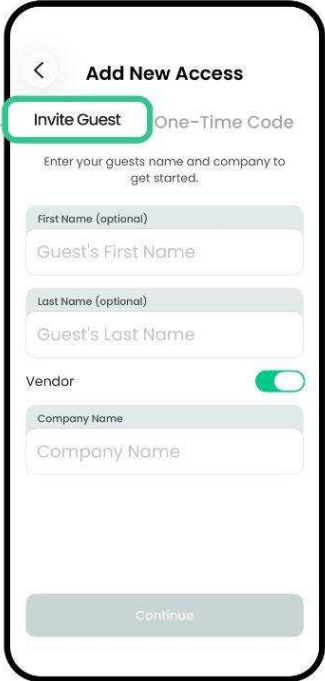 Add New Access
Invite Guest
One-Time Code
Enter your guests name and company to
get started.
First Name (optional)
Guest's First Name
Last Name (optional)
Guest's Last Name
Vendor
Company Name
Company Name
Continue